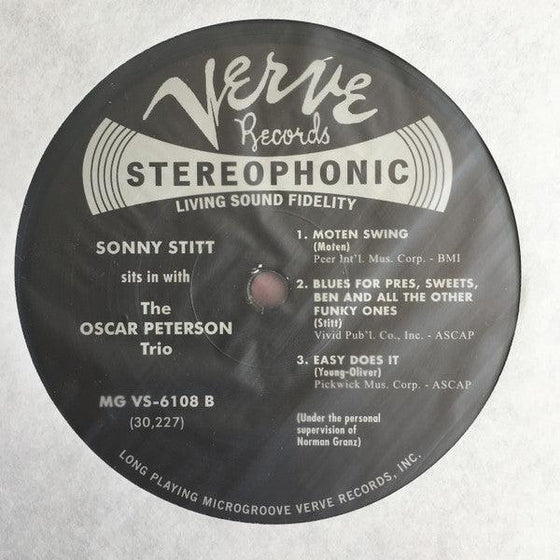 Verve
Records
STEREOPHONIC
LIVING SOUND FIDELITY
SONNY STITT
sits in with
The
OSCAR PETERSON
Trio
MG VS-6108 B
(30,227)
1. MOTEN SWING
(Moten)
Peer Int'l. Mus. Corp. - BMI
2. BLUES FOR PRES, SWEETS,
BEN AND ALL THE OTHER
FUNKY ONES
(Stitt)
Vivid Pub'l. Co., Inc. - ASCAP
3. EASY DOES IT
(Young-Oliver)
Pickwick Mus. Corp. - ASCAP
(Under the personal
supervision of
Norman Granz)
LONG PLAYING MICROGROOVE VERVE RECORDS, INC.